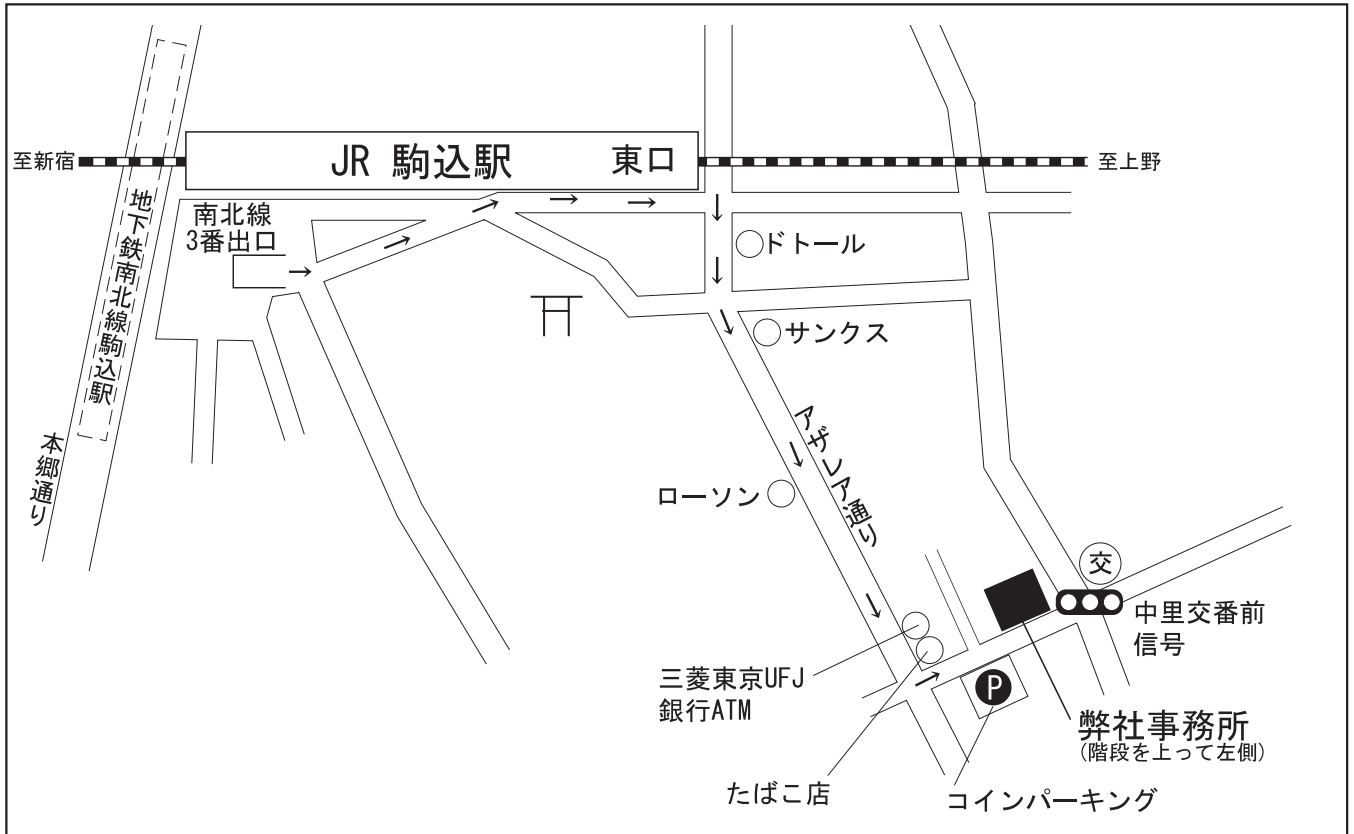 至新宿
JR 駒込駅
東口
至上野
地下鉄南北線駒込駅
南北線
3番出口
ドトール
サンクス
アザレア通り
本郷通り
ローソン
交
中里交番前
信号
三菱東京UFJ
銀行ATM
P
弊社事務所
(階段を上って左側)
たばこ店
コインパーキング